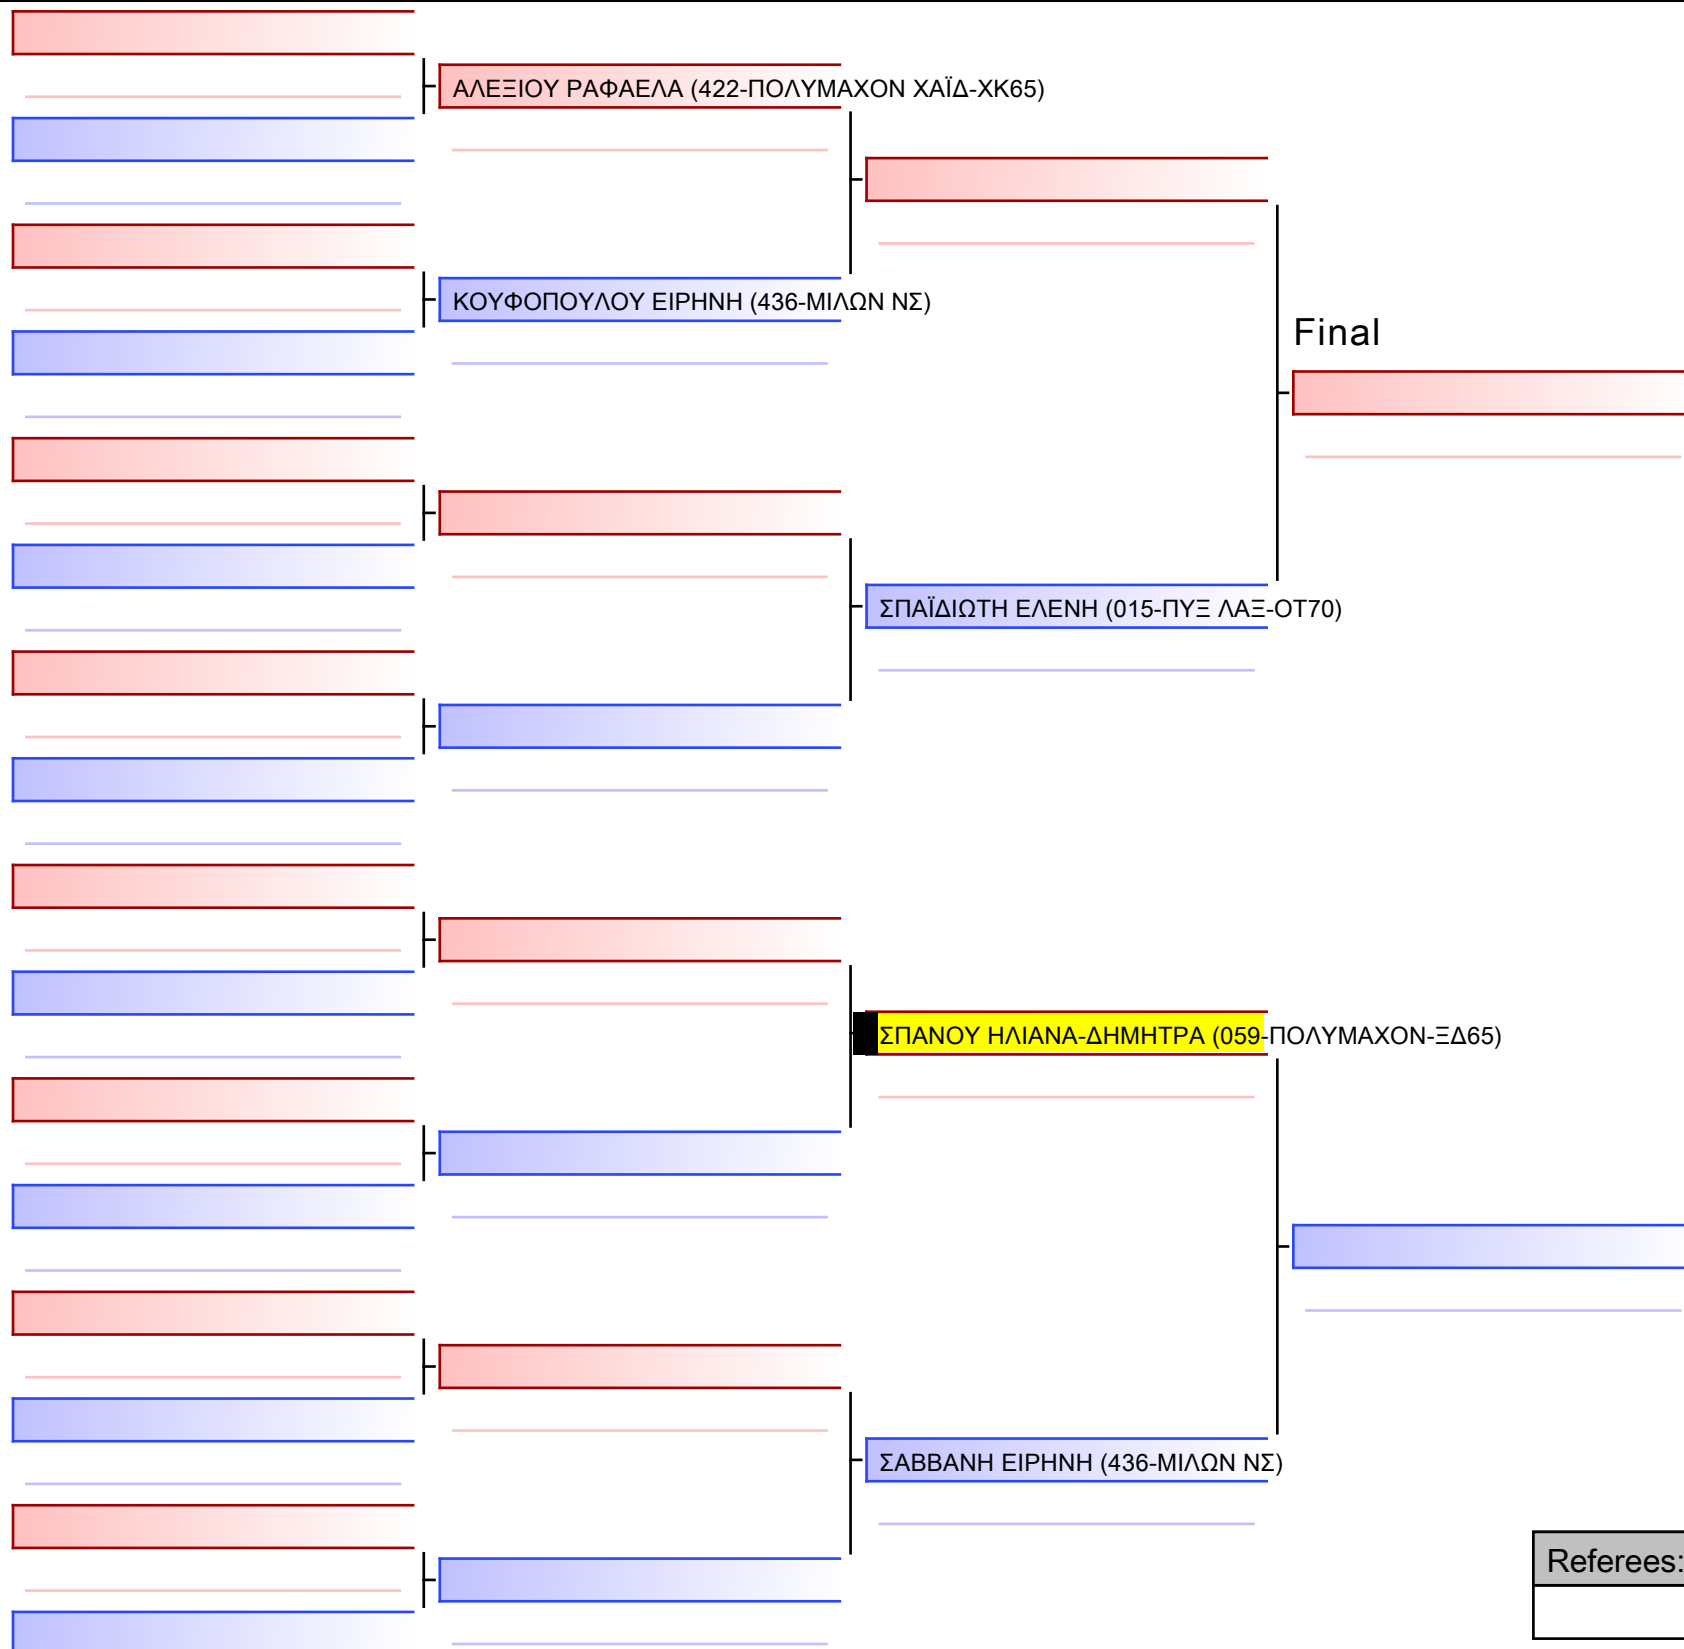 ΑΛΕΞΙΟΥ ΡΑΦΑΕΛΑ (422-ΠΟΛΥΜΑΧΟΝ ΧΑΪΔ-ΧΚ65)
ΚΟΥΦΟΠΟΥΛΟΥ ΕΙΡΗΝΗ (436-ΜΙΛΩΝ ΝΣ)
Final
ΣΠΑΪΔΙΩΤΗ ΕΛΕΝΗ (015-ΠΥΞ ΛΑΞ-ΟΤ70)
ΣΠΑΝΟΥ ΗΛΙΑΝΑ-ΔΗΜΗΤΡΑ (059-ΠΟΛΥΜΑΧΟΝ-ΞΔ65)
ΣΑΒΒΑΝΗ ΕΙΡΗΝΗ (436-ΜΙΛΩΝ ΝΣ)
Referees: